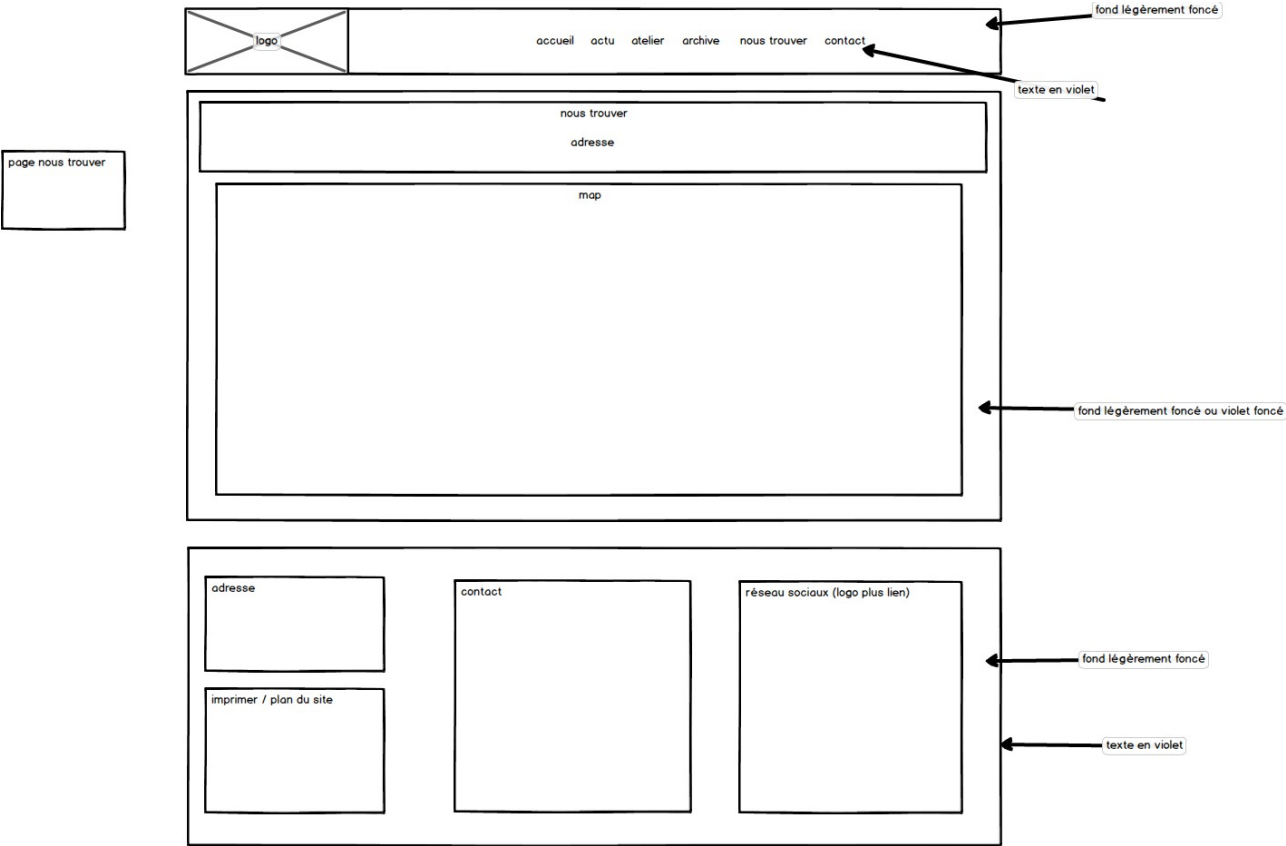 fond légèrement foncé
logo
accueil actu atelier archive nous trouver contact
texte en violet
nous trouver
adresse
page nous trouver
map
fond légèrement foncé ou violet foncé
adresse
contact
réseau sociaux (logo plus lien)
fond légèrement foncé
imprimer / plan du site
texte en violet